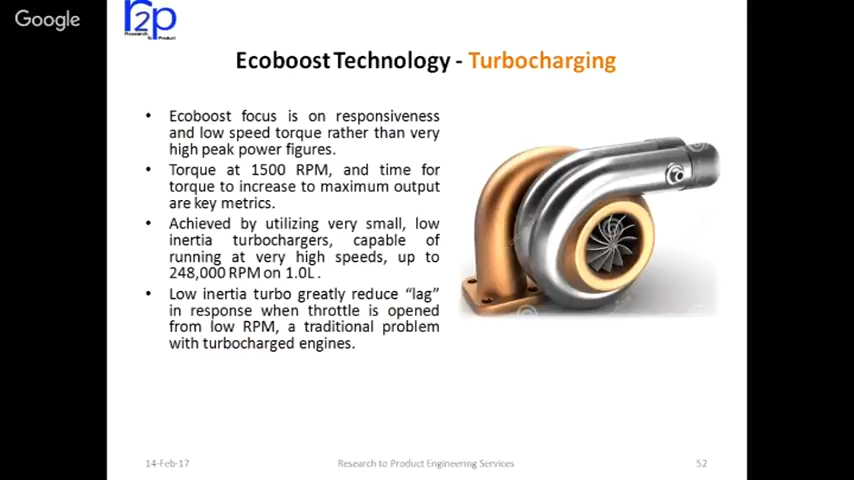 Google
r2p
Research
to Product
Ecoboost Technology - Turbocharging
• Ecoboost focus is on responsiveness
and low speed torque rather than very
high peak power figures.
• Torque at 1500 RPM, and time for
torque to increase to maximum output
are key metrics.
• Achieved by utilizing very small, low
inertia turbochargers, capable of
running at very high speeds, up to
248,000 RPM on 1.0L .
• Low inertia turbo greatly reduce “lag”
in response when throttle is opened
from low RPM, a traditional problem
with turbocharged engines.
14-Feb-17
Research to Product Engineering Services
52